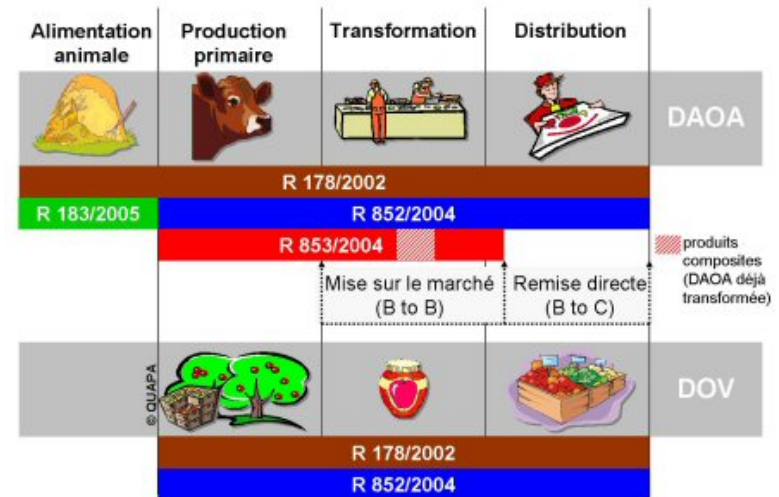 Alimentation
animale
Production
primaire
Transformation
Distribution
DAOA
R 178/2002
R 183/2005
R 852/2004
R 853/2004
produits
composites
(DAOA déjà
transformée)
Mise sur le marché
(B to B)
Remise directe
(B to C)
© QUAPA
DOV
R 178/2002
R 852/2004